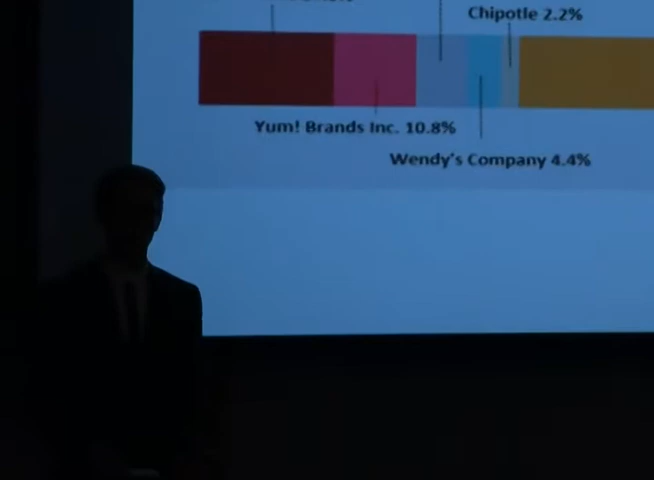 Chipotle 2.2%
Yum! Brands Inc. 10.8%
Wendy's Company 4.4%